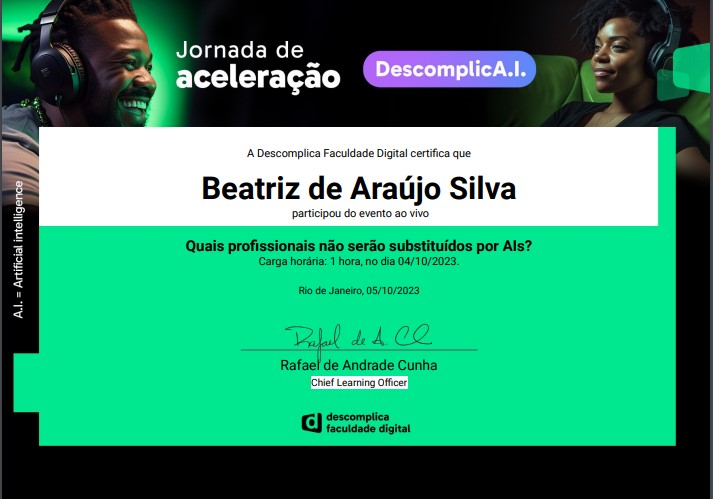 Jornada de
aceleração
DescomplicA.I.
A Descomplica Faculdade Digital certifica que
Beatriz de Araújo Silva
participou do evento ao vivo
A.I. = Artificial intelligence
Quais profissionais não serão substituídos por AIs?
Carga horária: 1 hora, no dia 04/10/2023.
Rio de Janeiro, 05/10/2023
Rafael de A. C
Rafael de Andrade Cunha
Chief Learning Officer
descomplica
faculdade digital